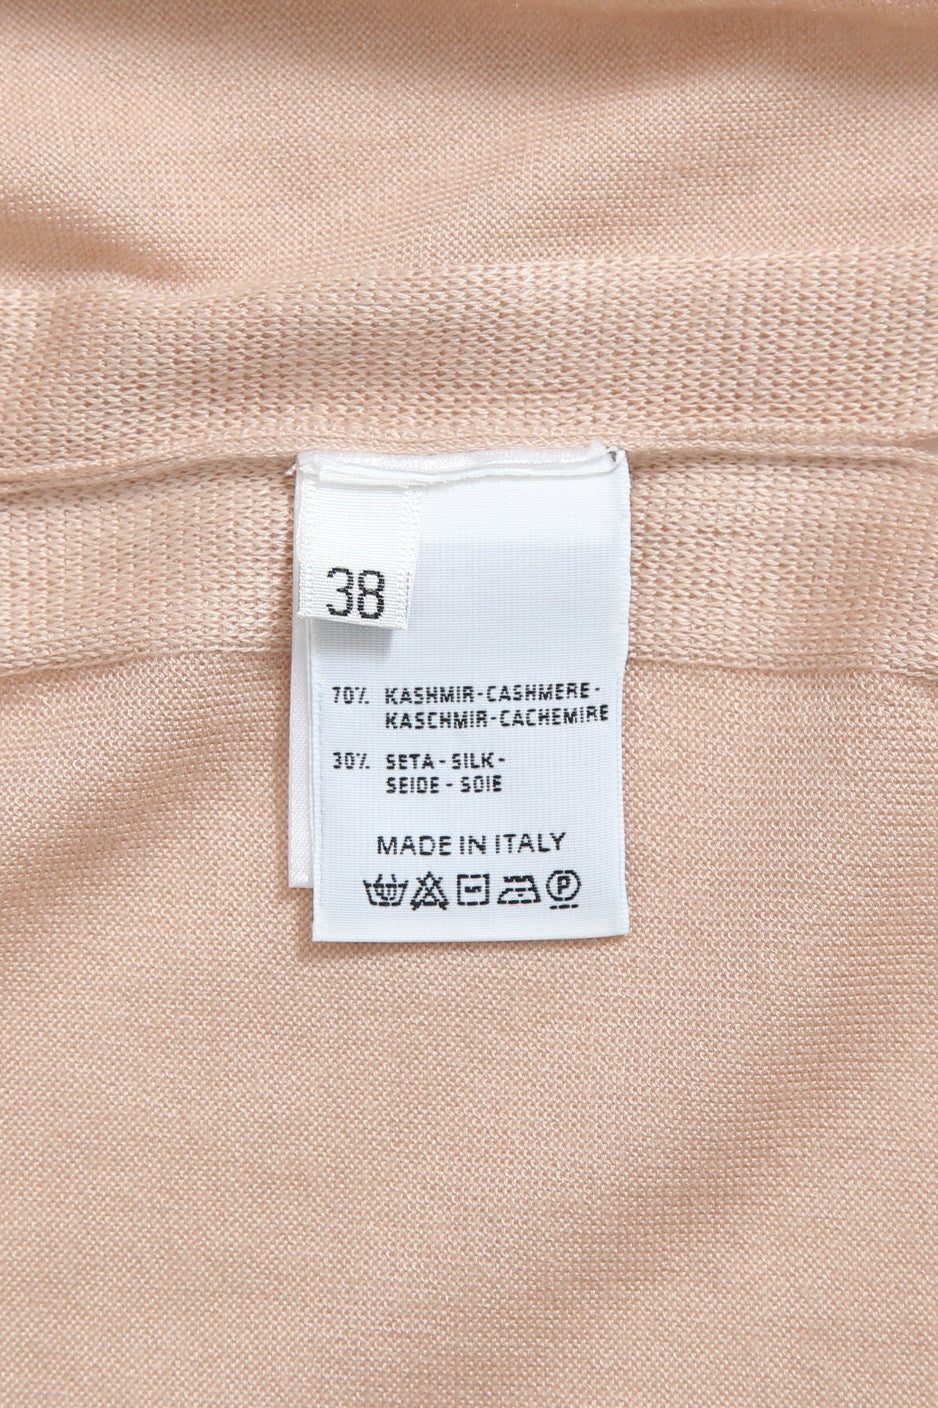 38
70% KASHMIR-CASHMERE-
KASCHMIR-CACHEMIRE
30% SETA-SILK-
SEIDE-SOIE
MADE IN ITALY
P